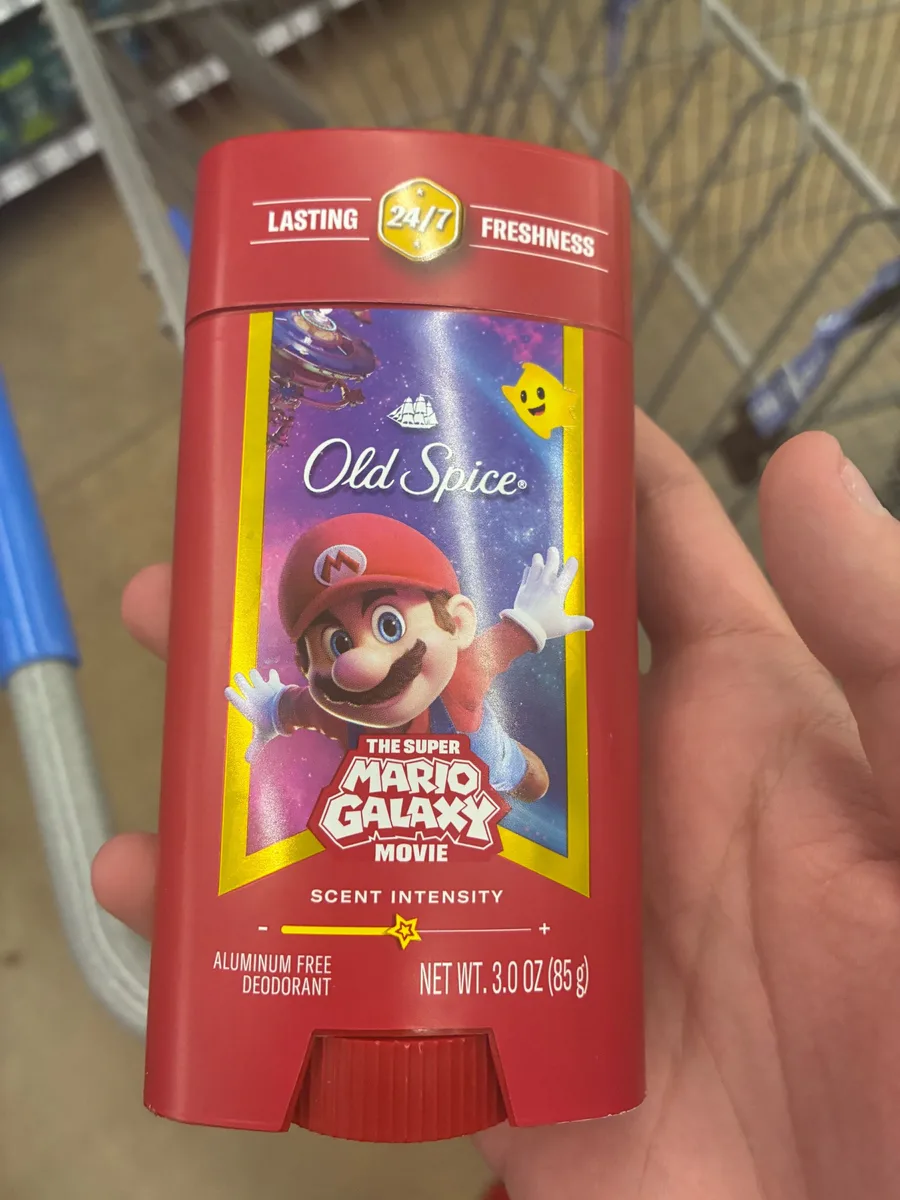 LASTING 24/7 FRESHNESS
Old Spice®
M
THE SUPER
MARIO
GALAXY
MOVIE
SCENT INTENSITY
- +
ALUMINUM FREE
DEODORANT
NET WT. 3.0 OZ (85 g)